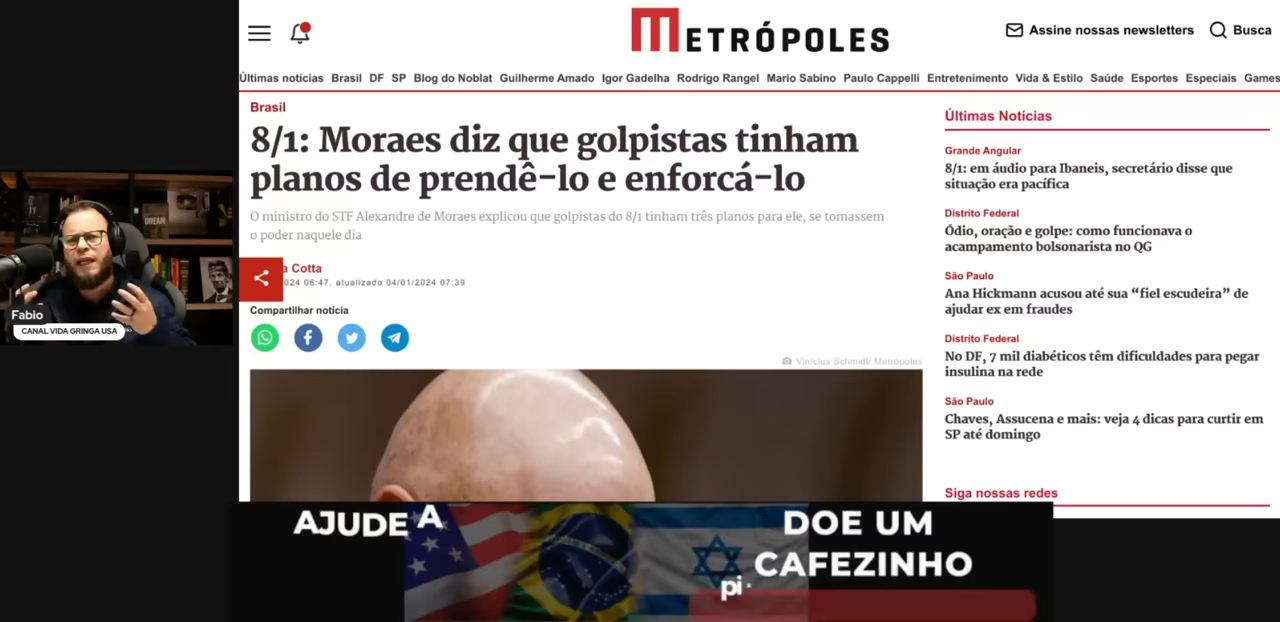 METRÓPOLES
Assine nossas newsletters
Busca
Últimas notícias Brasil DF SP Blog do Noblat Guilherme Amado Igor Gadelha Rodrigo Rangel Mario Sabino Paulo Cappelli Entretenimento Vida & Estilo Saúde Esportes Especiais Games
Brasil
8/1: Moraes diz que golpistas tinham
planos de prendê-lo e enforcá-lo
O ministro do STF Alexandre de Moraes explicou que golpistas do 8/1 tinham três planos para ele, se tomassem
o poder naquele dia
a Cotta
024 06:47, atualizado 04/01/2024 07:39
Compartilhar notícia
Vinícius Schmidt/ Metrópoles
Últimas Notícias
Grande Angular
8/1: em áudio para Ibaneis, secretário disse que
situação era pacífica
Distrito Federal
Ódio, oração e golpe: como funcionava o
acampamento bolsonarista no QG
São Paulo
Ana Hickmann acusou até sua “fiel escudeira” de
ajudar ex em fraudes
Distrito Federal
No DF, 7 mil diabéticos têm dificuldades para pegar
insulina na rede
São Paulo
Chaves, Assucena e mais: veja 4 dicas para curtir em
SP até domingo
Siga nossas redes
DREAM
Fabio
CANAL VIDA GRINGA USA
AJUDE A
DOE UM
CAFEZINHO
pi